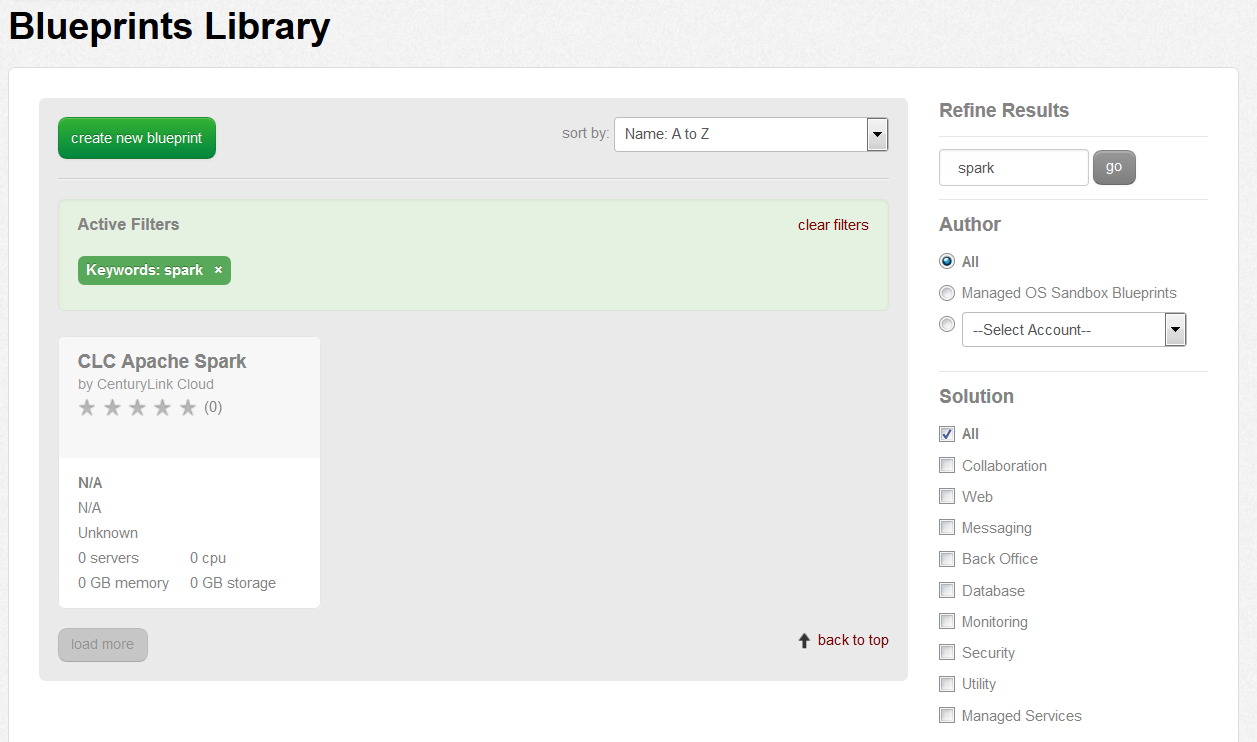 Blueprints Library
create new blueprint
sort by: Name: A to Z
Active Filters
clear filters
Keywords: spark ×
CLC Apache Spark
by CenturyLink Cloud
(0)
N/A
N/A
Unknown
0 servers 0 cpu
0 GB memory 0 GB storage
load more
back to top
Refine Results
spark go
Author
All
Managed OS Sandbox Blueprints
--Select Account--
Solution
All
Collaboration
Web
Messaging
Back Office
Database
Monitoring
Security
Utility
Managed Services